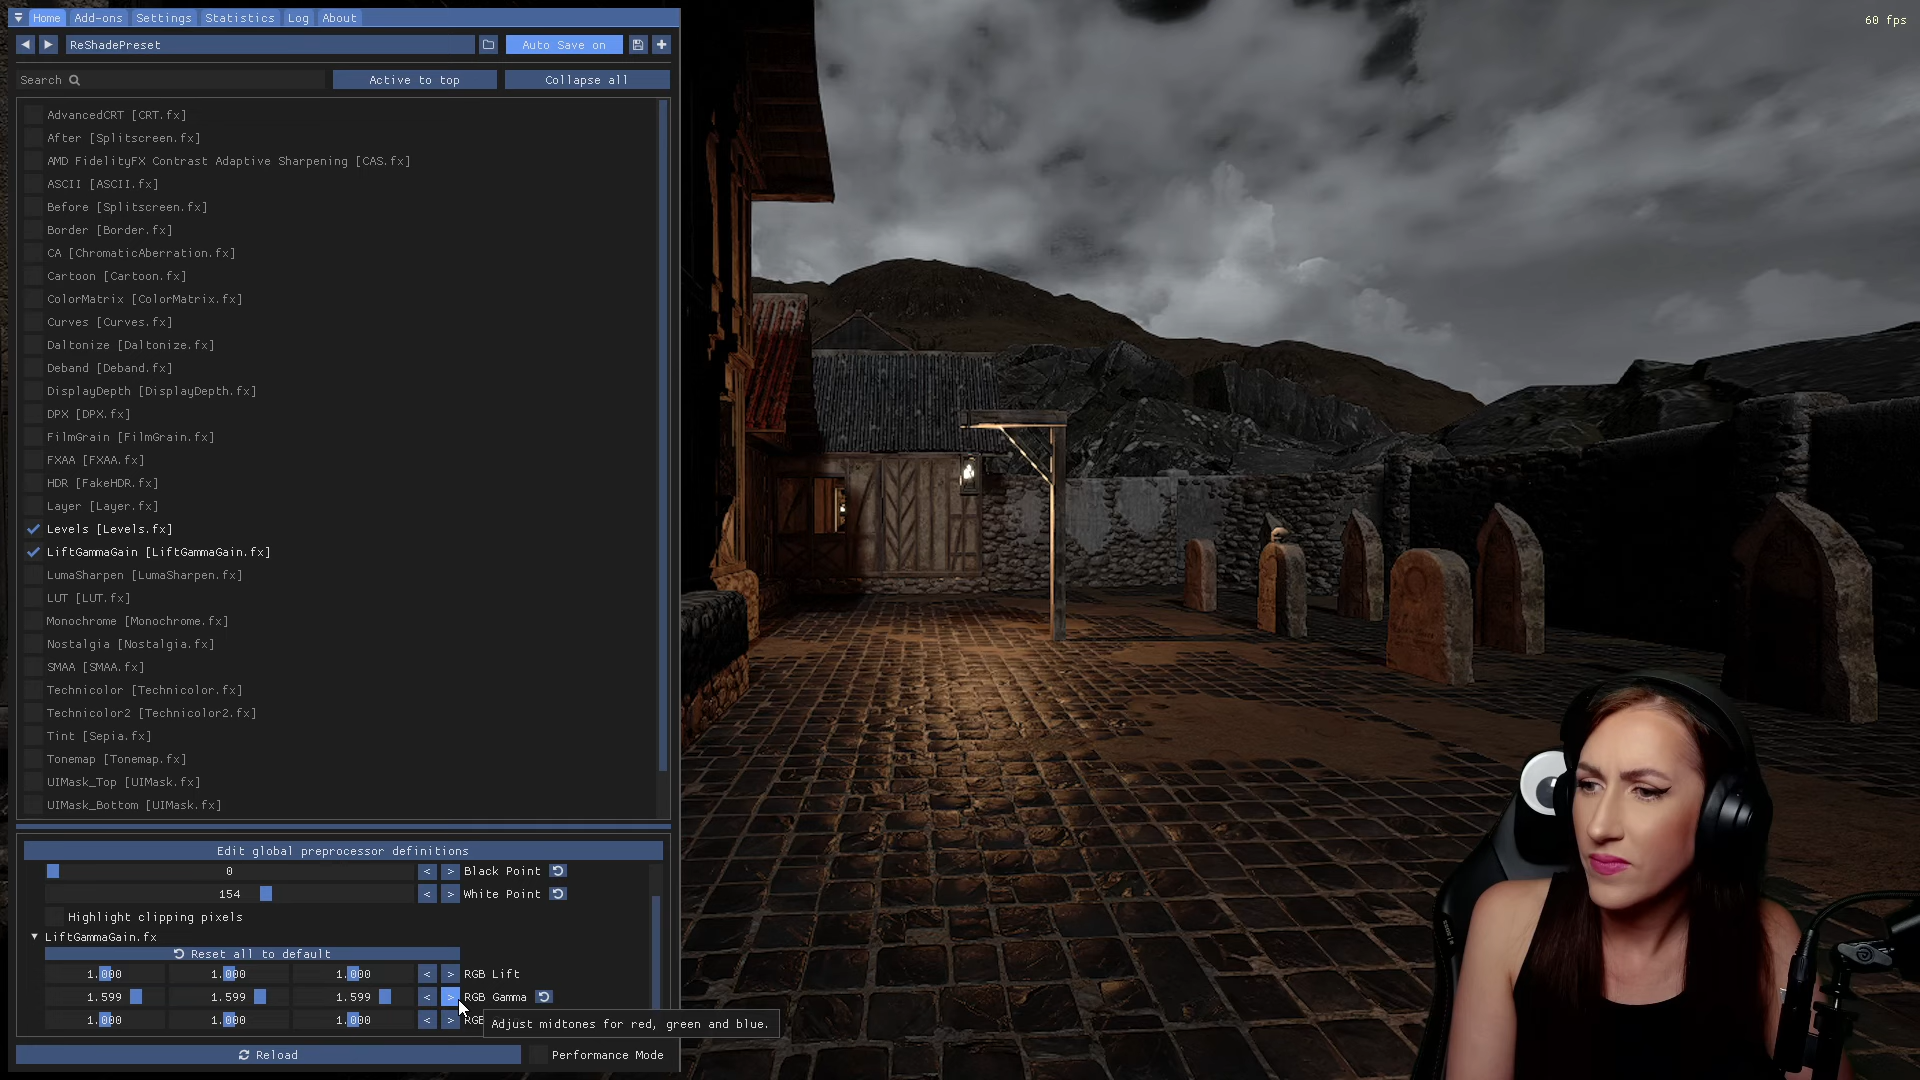 Home Add-ons Settings Statistics Log About
60 fps
ReShadePreset Auto Save on
Search Active to top Collapse all
AdvancedCRT [CRT.fx]
After [Splitscreen.fx]
AMD FidelityFX Contrast Adaptive Sharpening [CAS.fx]
ASCII [ASCII.fx]
Before [Splitscreen.fx]
Border [Border.fx]
CA [ChromaticAberration.fx]
Cartoon [Cartoon.fx]
ColorMatrix [ColorMatrix.fx]
Curves [Curves.fx]
Daltonize [Daltonize.fx]
Deband [Deband.fx]
DisplayDepth [DisplayDepth.fx]
DPX [DPX.fx]
FilmGrain [FilmGrain.fx]
FXAA [FXAA.fx]
HDR [FakeHDR.fx]
Layer [Layer.fx]
Levels [Levels.fx]
LiftGammaGain [LiftGammaGain.fx]
LumaSharpen [LumaSharpen.fx]
LUT [LUT.fx]
Monochrome [Monochrome.fx]
Nostalgia [Nostalgia.fx]
SMAA [SMAA.fx]
Technicolor [Technicolor.fx]
Technicolor2 [Technicolor2.fx]
Tint [Sepia.fx]
Tonemap [Tonemap.fx]
UIMask_Top [UIMask.fx]
UIMask_Bottom [UIMask.fx]
Edit global preprocessor definitions
0 < > Black Point
154 < > White Point
Highlight clipping pixels
LiftGammaGain.fx
Reset all to default
1.000 1.000 1.000 < > RGB Lift
1.599 1.599 1.599 < > RGB Gamma
1.000 1.000 1.000 < > RGB
Adjust midtones for red, green and blue.
Reload Performance Mode